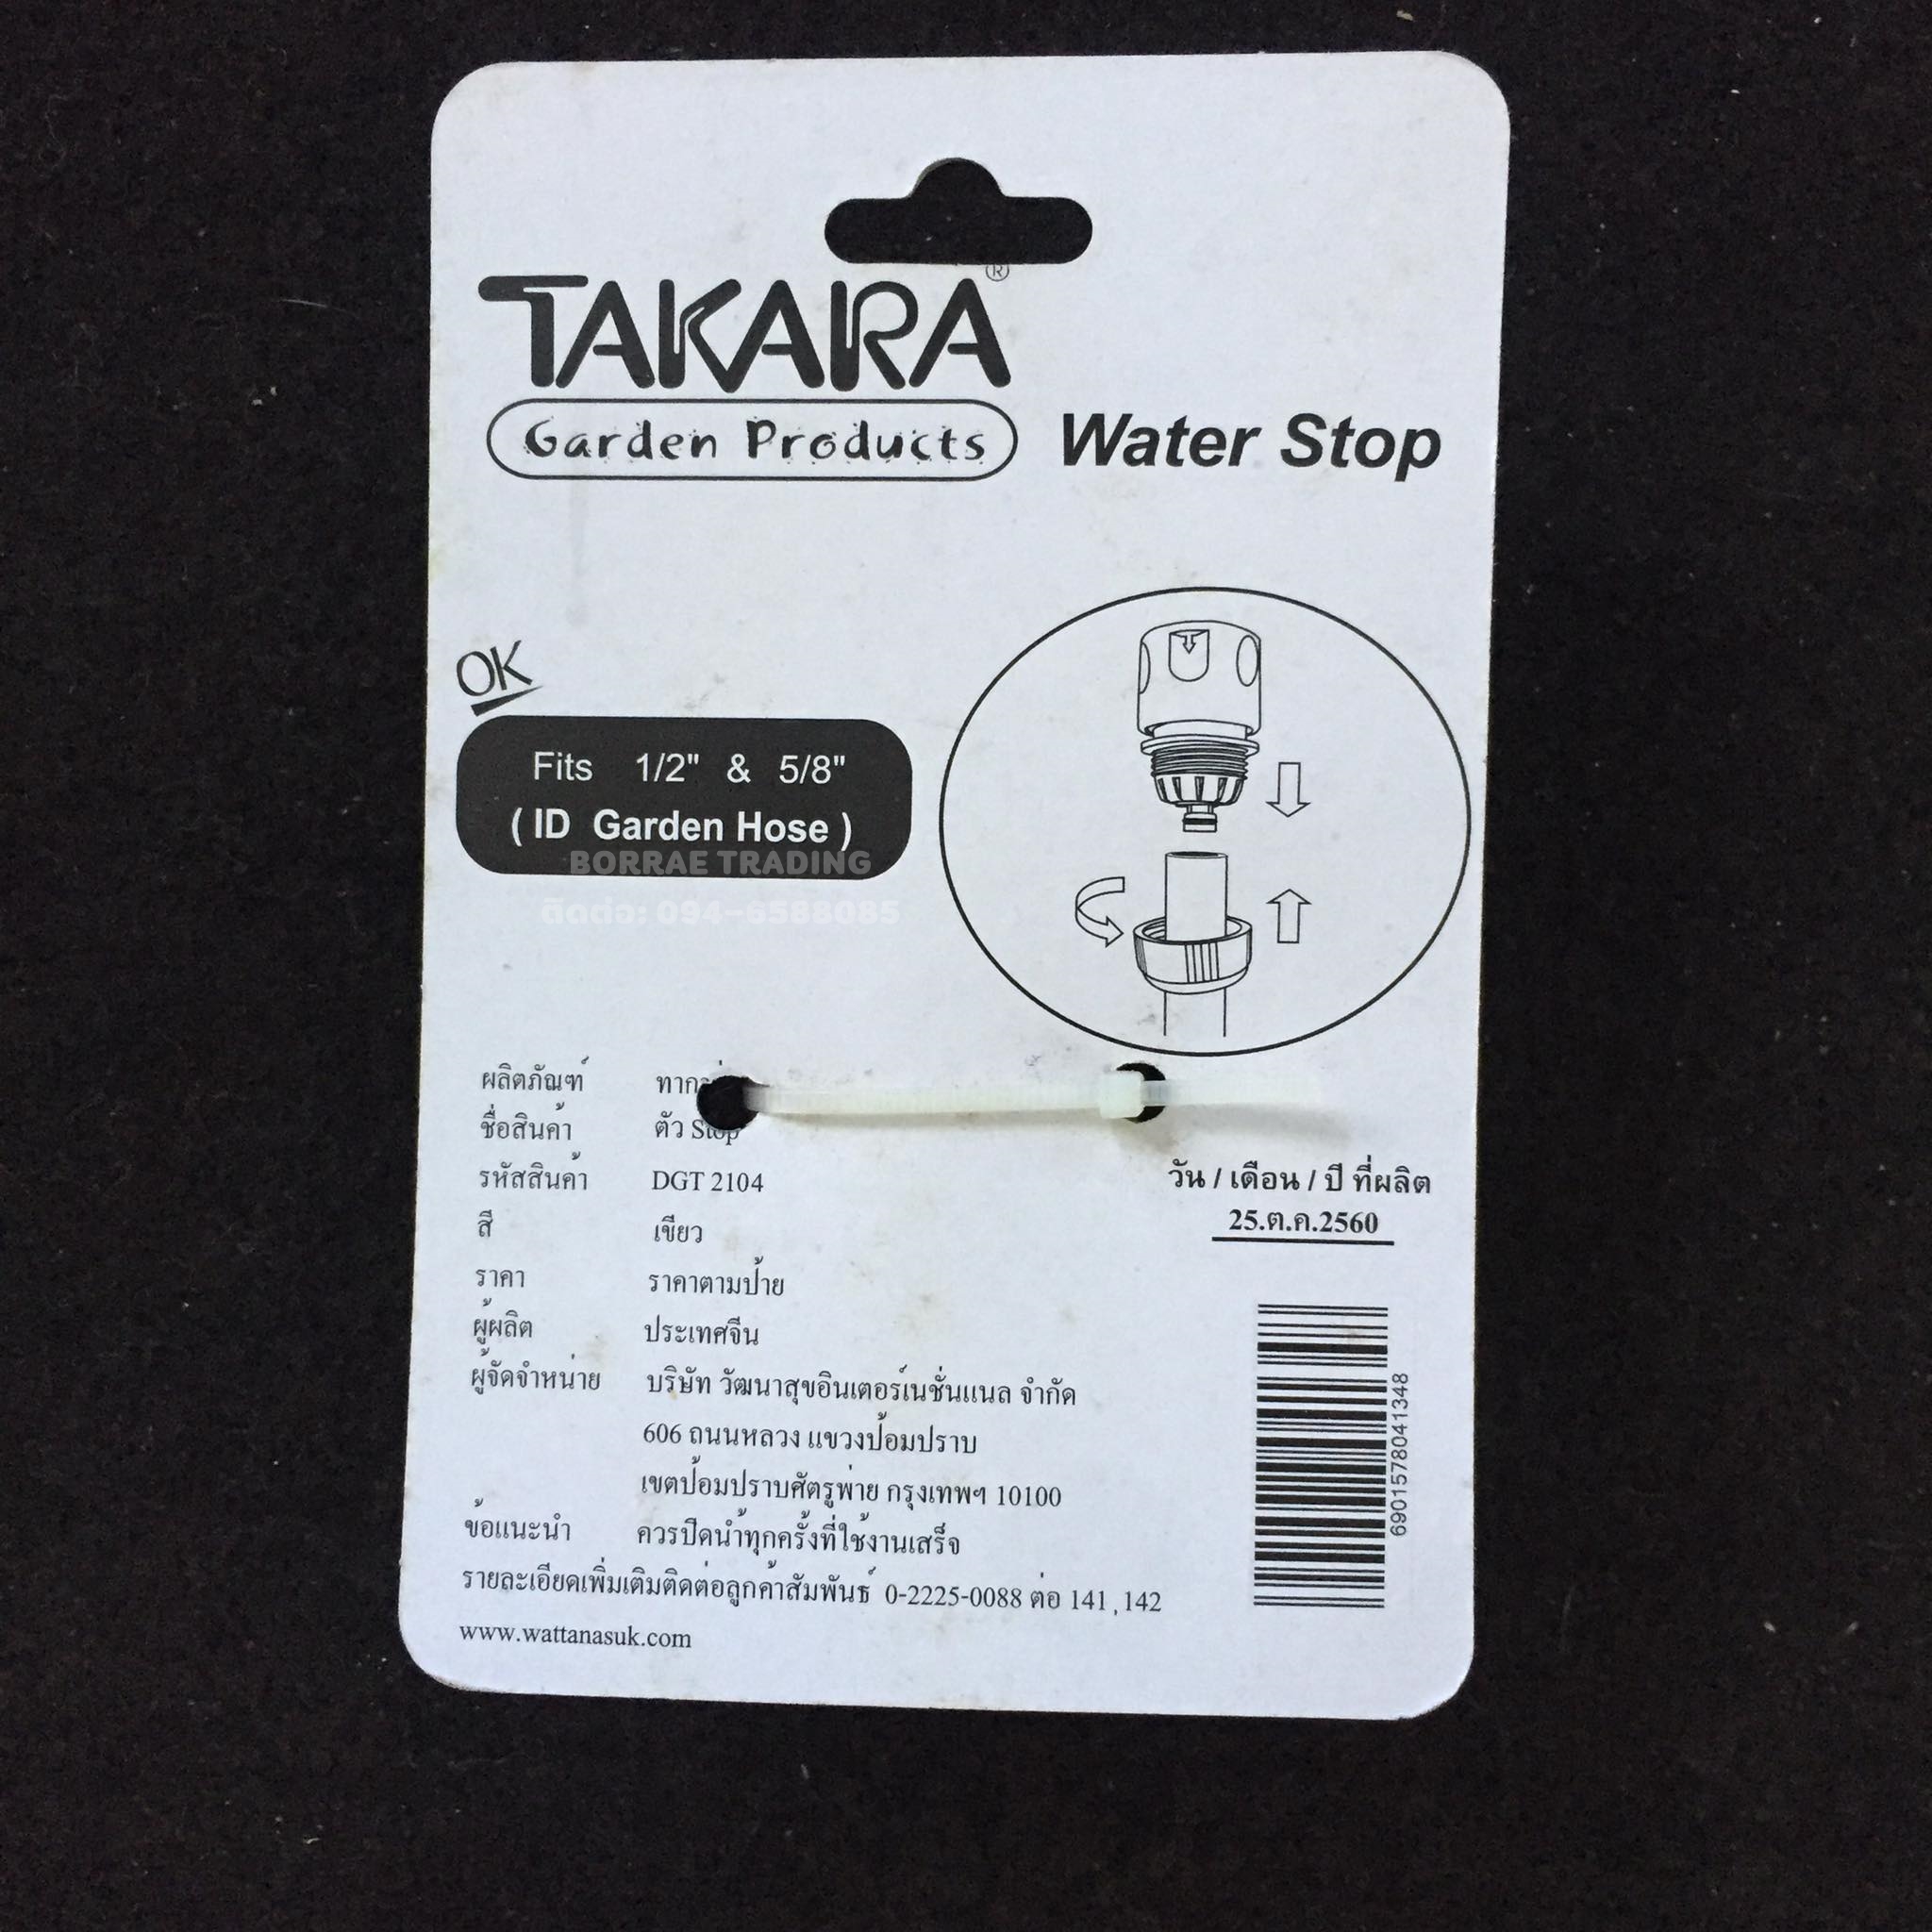 TAKARA®
Garden Products
Water Stop
OK
Fits 1/2" & 5/8"
( ID Garden Hose )
BORRAE TRADING
ติดต่อ: 094-6588085
ผลิตภัณฑ์
ชื่อสินค้า ตัว Stop
รหัสสินค้า DGT 2104
สี เขียว
ราคา ราคาตามป้าย
ผู้ผลิต ประเทศจีน
ผู้จัดจำหน่าย บริษัท วัฒนาสุขอินเตอร์เนชั่นแนล จำกัด
606 ถนนหลวง แขวงป้อมปราบ
เขตป้อมปราบศัตรูพ่าย กรุงเทพฯ 10100
ข้อแนะนำ ควรปิดน้ำทุกครั้งที่ใช้งานเสร็จ
รายละเอียดเพิ่มเติมติดต่อลูกค้าสัมพันธ์ 0-2225-0088 ต่อ 141 ,142
www.wattanasuk.com
วัน / เดือน / ปี ที่ผลิต
25.ต.ค.2560
6901578041348